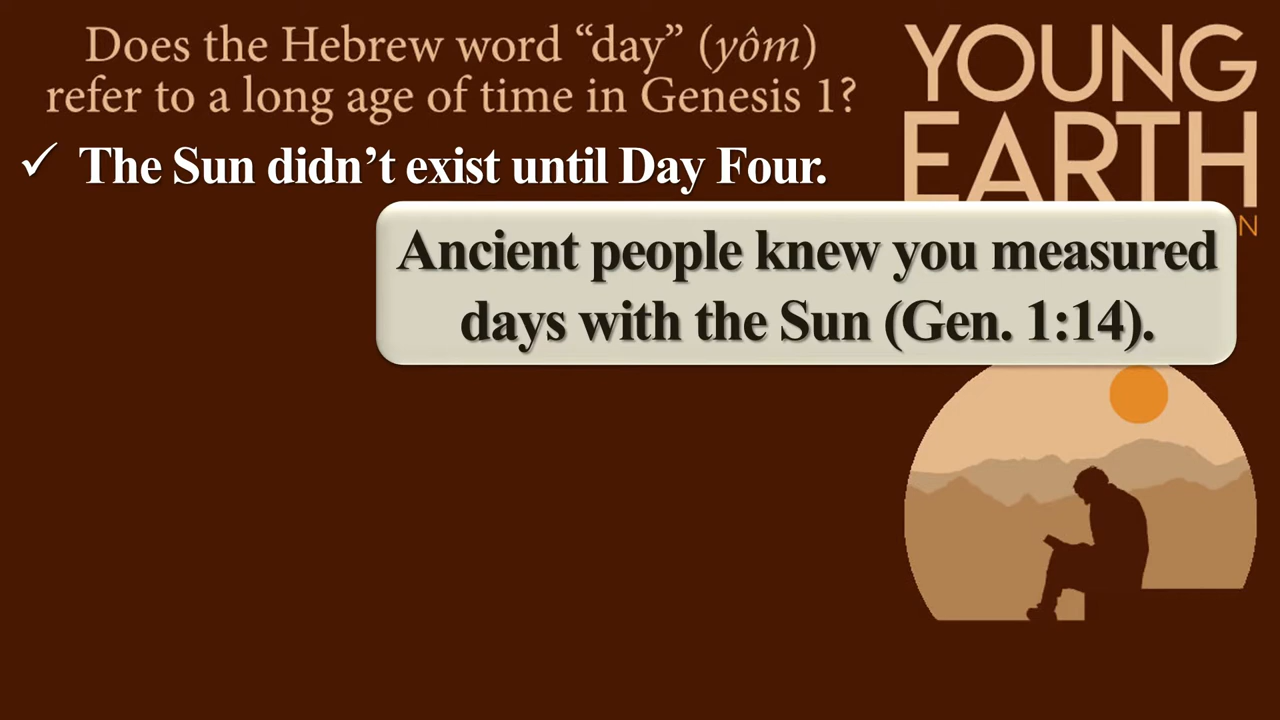 Does the Hebrew word “day” (yôm)
refer to a long age of time in Genesis 1?
YOUNG
EARTH
✓ The Sun didn’t exist until Day Four.
Ancient people knew you measured
days with the Sun (Gen. 1:14).